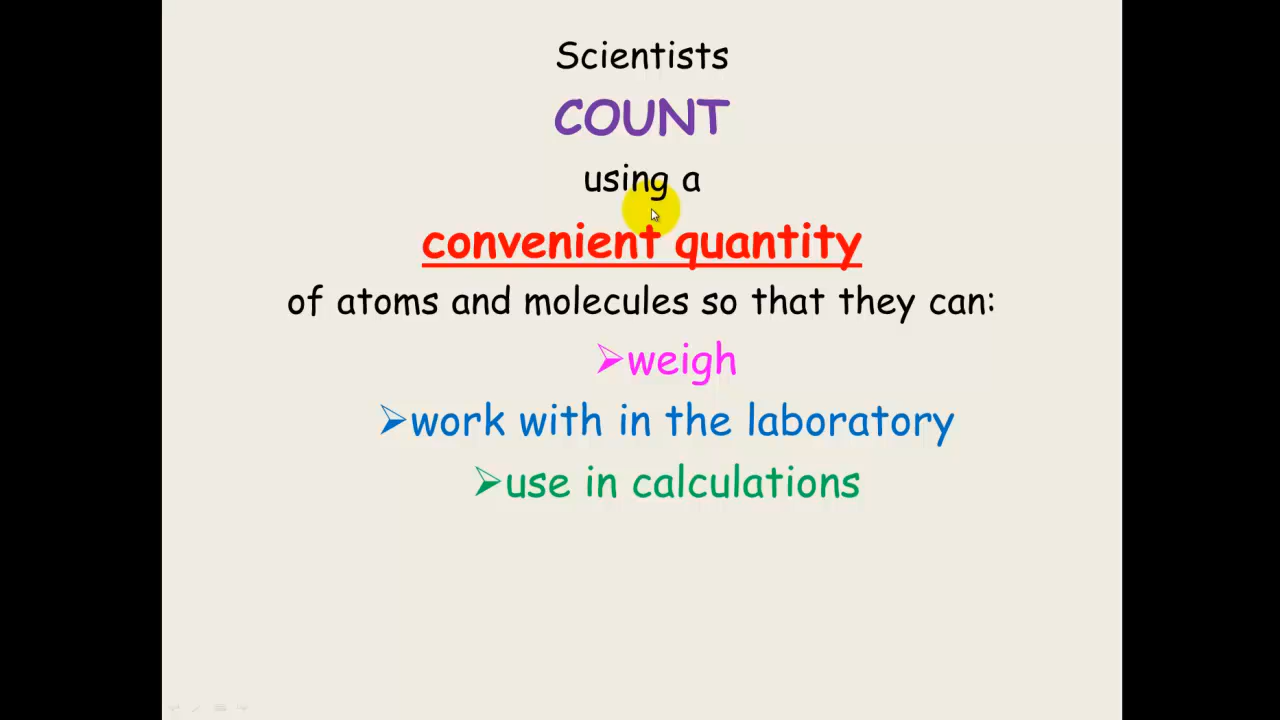 Scientists
COUNT
using a
convenient quantity
of atoms and molecules so that they can:
➢weigh
➢work with in the laboratory
➢use in calculations